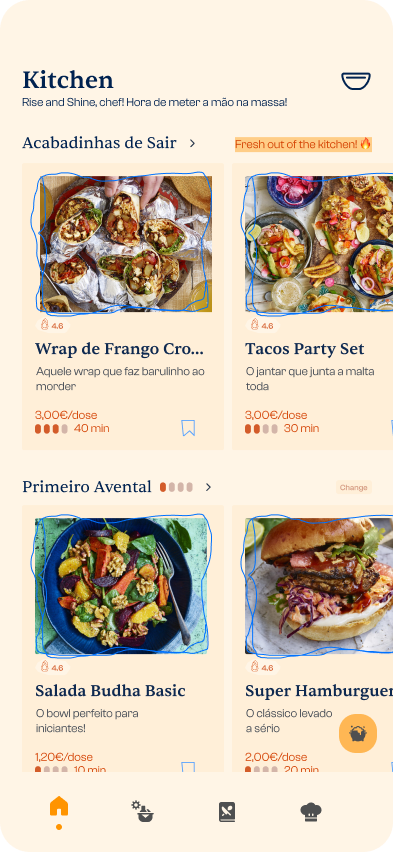 Kitchen
Rise and Shine, chef! Hora de meter a mão na massa!
Acabadinhas de Sair
Fresh out of the kitchen! 🔥
4.6
Wrap de Frango Cro...
Aquele wrap que faz barulinho ao
morder
3,00€/dose
40 min
4.6
Tacos Party Set
O jantar que junta a malta
toda
3,00€/dose
30 min
Primeiro Avental
Change
4.6
Salada Budha Basic
O bowl perfeito para
iniciantes!
1,20€/dose
10 min
4.6
Super Hamburguer
O clássico levado
a sério
2,00€/dose
20 min